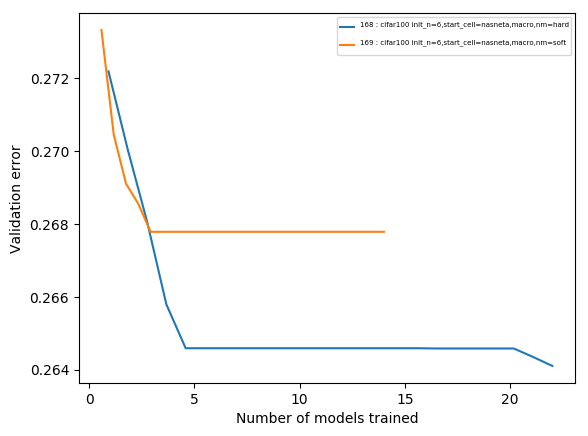 168 : cifar100 init_n=6,start_cell=nasneta,macro,nm=hard
169 : cifar100 init_n=6,start_cell=nasneta,macro,nm=soft
0.272
0.270
0.268
0.266
0.264
Validation error
0 5 10 15 20
Number of models trained